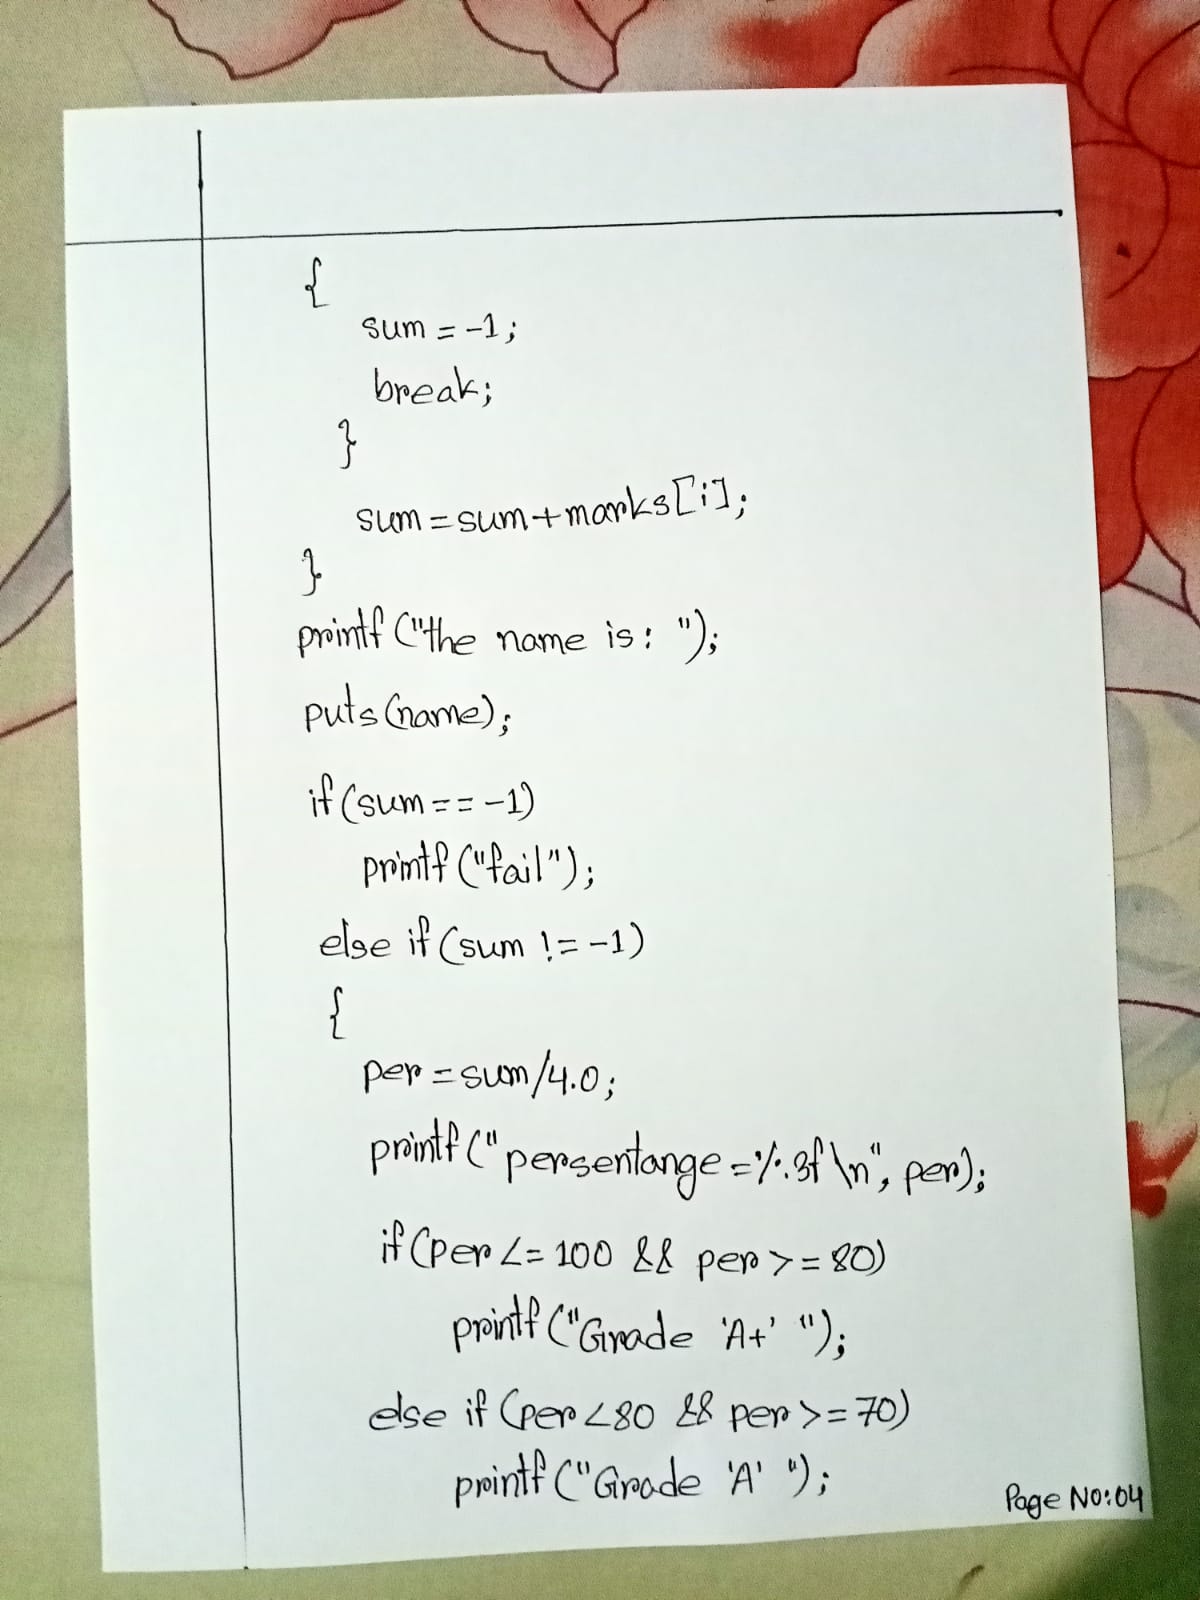 {
sum = -1;
break;
}
sum = sum + marks[i];
}
printf ("the name is: ");
puts (name);
if (sum == -1)
printf ("fail");
else if (sum != -1)
{
per = sum/4.0;
printf ("persentange = %.3f \n", per);
if (per <= 100 && per >= 80)
printf ("Grade 'A+' ");
else if (per < 80 && per >= 70)
printf ("Grade 'A' ");
Page No:04